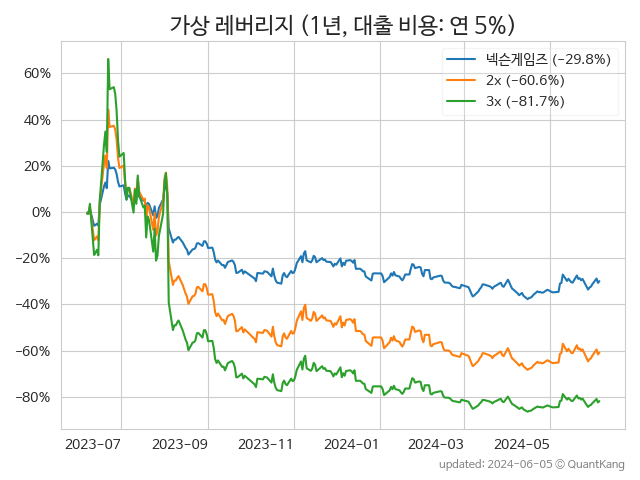 가상 레버리지 (1년, 대출 비용: 연 5%)
넥슨게임즈 (−29.8%)
2x (−60.6%)
3x (−81.7%)
60%
40%
20%
0%
−20%
−40%
−60%
−80%
2023-07
2023-09
2023-11
2024-01
2024-03
2024-05
updated: 2024-06-05 © QuantKang